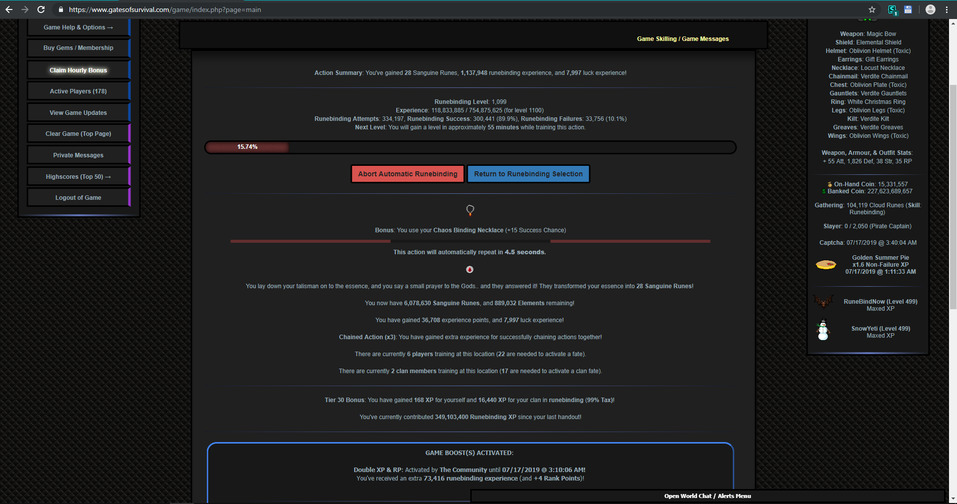 https://www.gatesofsurvival.com/game/index.php?page=main
Game Help & Options →
Buy Gems / Membership
Claim Hourly Bonus
Active Players (178)
View Game Updates
Clear Game (Top Page)
Private Messages
Highscores (Top 50) →
Logout of Game
Game Skilling / Game Messages
Action Summary: You've gained 28 Sanguine Runes, 1,137,948 runebinding experience, and 7,997 luck experience!
Runebinding Level: 1,099
Experience: 118,833,885 / 754,875,625 (for level 1100)
Runebinding Attempts: 334,197, Runebinding Success: 300,441 (89.9%), Runebinding Failures: 33,756 (10.1%)
Next Level: You will gain a level in approximately 55 minutes while training this action.
15.74%
Abort Automatic Runebinding
Return to Runebinding Selection
Bonus: You use your Chaos Binding Necklace (+15 Success Chance)
This action will automatically repeat in 4.5 seconds.
You lay down your talisman on to the essence, and you say a small prayer to the Gods.. and they answered it! They transformed your essence into 28 Sanguine Runes!
You now have 6,078,630 Sanguine Runes, and 889,032 Elements remaining!
You have gained 36,708 experience points, and 7,997 luck experience!
Chained Action (x3): You have gained extra experience for successfully chaining actions together!
There are currently 6 players training at this location (22 are needed to activate a fate).
There are currently 2 clan members training at this location (17 are needed to activate a clan fate).
Tier 30 Bonus: You have gained 168 XP for yourself and 16,440 XP for your clan in runebinding (99% Tax)!
You've currently contributed 349,103,400 Runebinding XP since your last handout!
GAME BOOST(S) ACTIVATED:
Double XP & RP: Activated by The Community until 07/17/2019 @ 3:10:06 AM!
You've received an extra 73,416 runebinding experience (and +4 Rank Points)!
Open World Chat / Alerts Menu
Weapon: Magic Bow
Shield: Elemental Shield
Helmet: Oblivion Helmet (Toxic)
Earrings: Gift Earrings
Necklace: Locust Necklace
Chainmail: Verdite Chainmail
Chest: Oblivion Plate (Toxic)
Gauntlets: Verdite Gauntlets
Ring: White Christmas Ring
Legs: Oblivion Legs (Toxic)
Kilt: Verdite Kilt
Greaves: Verdite Greaves
Wings: Oblivion Wings (Toxic)
Weapon, Armour, & Outfit Stats:
+ 55 Att, 1,826 Def, 38 Str, 35 RP
On-Hand Coin: 15,331,557
Banked Coin: 227,623,689,657
Gathering: 104,119 Cloud Runes (Skill:
Runebinding)
Slayer: 0 / 2,050 (Pirate Captain)
Captcha: 07/17/2019 @ 3:40:04 AM
Golden Summer Pie
x1.6 Non-Failure XP
07/17/2019 @ 1:11:33 AM
RuneBindNow (Level 499)
Maxed XP
SnowYeti (Level 499)
Maxed XP